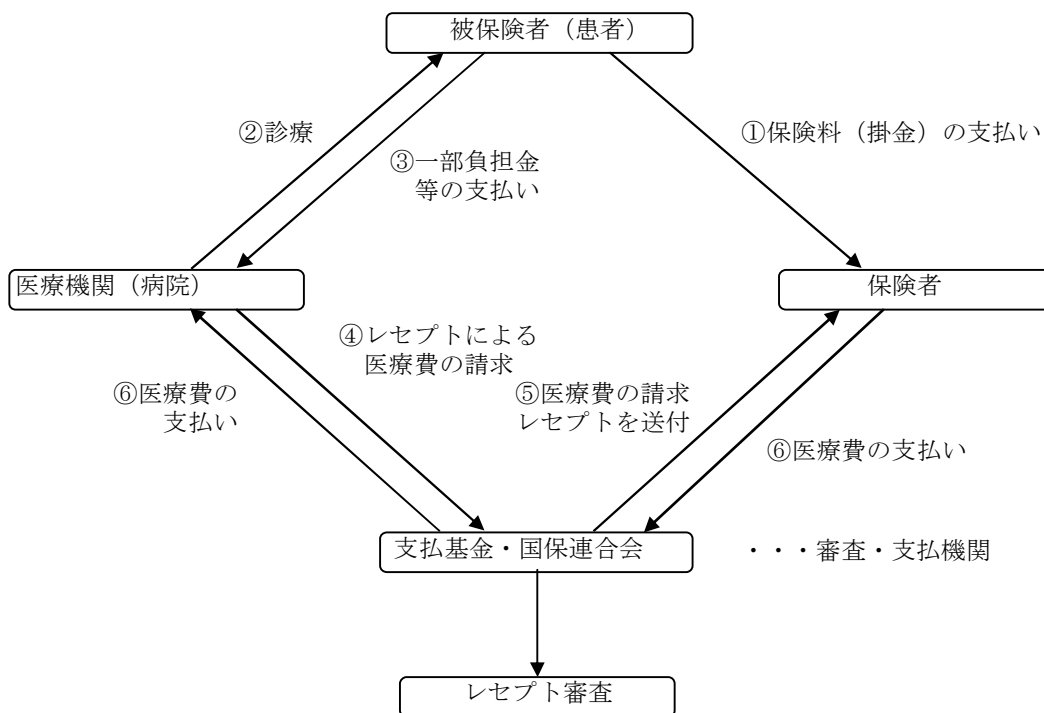 被保険者（患者）
②診療
①保険料（掛金）の支払い
③一部負担金
等の支払い
医療機関（病院）
保険者
④レセプトによる
医療費の請求
⑥医療費の
支払い
⑤医療費の請求
レセプトを送付
⑥医療費の支払い
支払基金・国保連合会
・・・審査・支払機関
レセプト審査